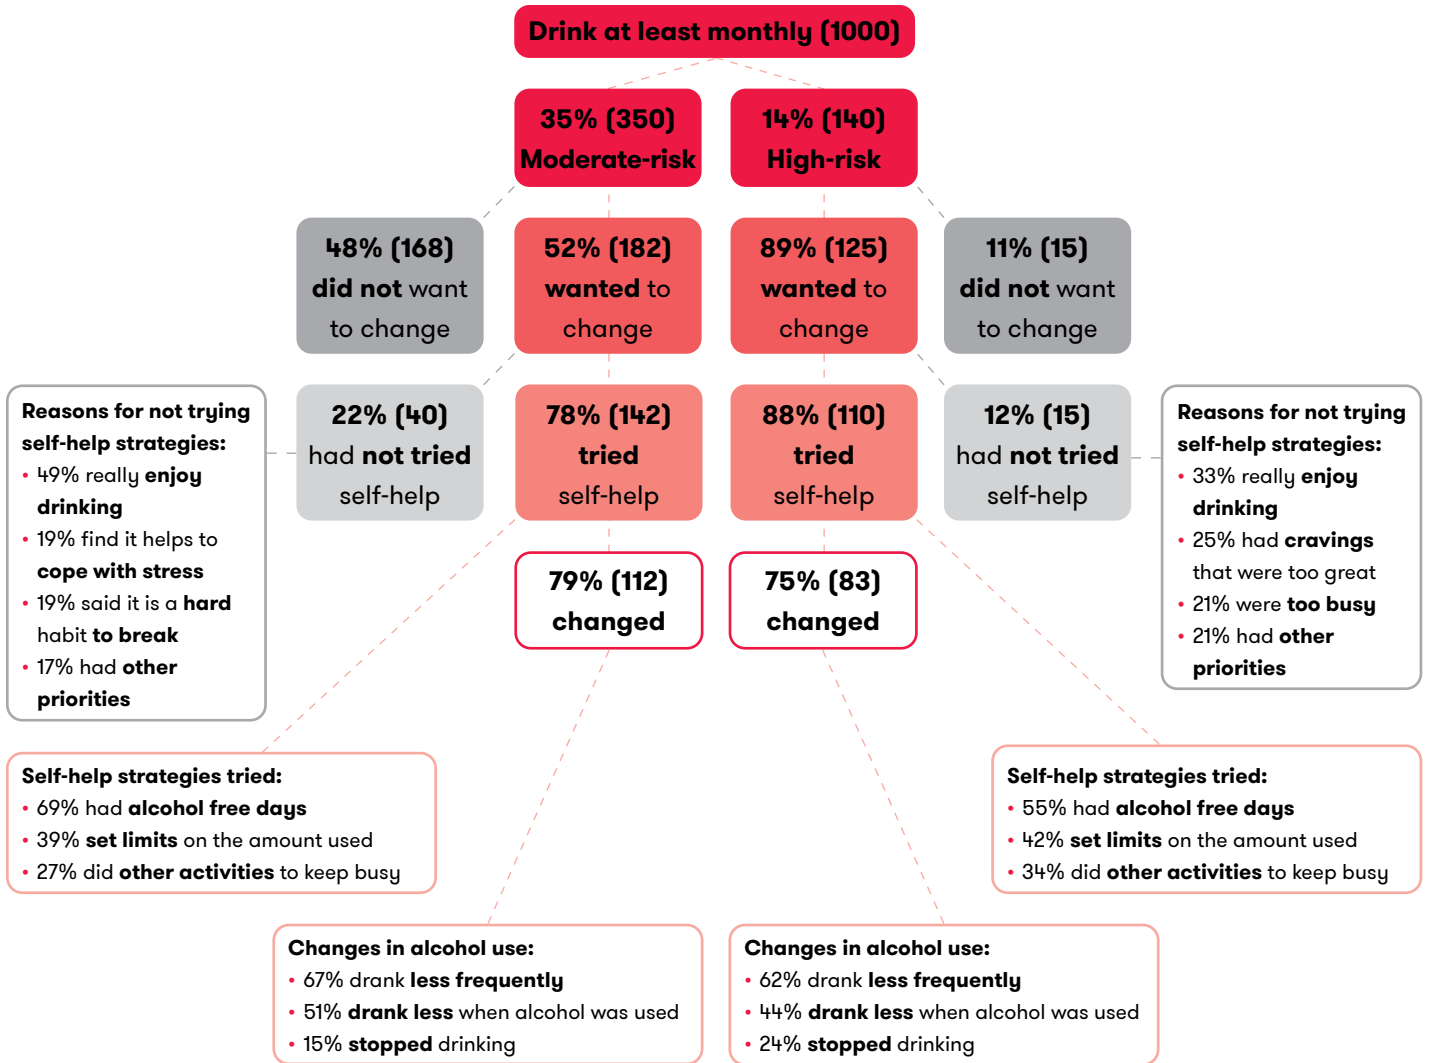 Drink at least monthly (1000)
35% (350)
Moderate-risk
14% (140)
High-risk
48% (168)
did not want
to change
52% (182)
wanted to
change
89% (125)
wanted to
change
11% (15)
did not want
to change
Reasons for not trying
self-help strategies:
• 49% really enjoy
drinking
• 19% find it helps to
cope with stress
• 19% said it is a hard
habit to break
• 17% had other
priorities
22% (40)
had not tried
self-help
78% (142)
tried
self-help
88% (110)
tried
self-help
12% (15)
had not tried
self-help
Reasons for not trying
self-help strategies:
• 33% really enjoy
drinking
• 25% had cravings
that were too great
• 21% were too busy
• 21% had other
priorities
79% (112)
changed
75% (83)
changed
Self-help strategies tried:
• 69% had alcohol free days
• 39% set limits on the amount used
• 27% did other activities to keep busy
Self-help strategies tried:
• 55% had alcohol free days
• 42% set limits on the amount used
• 34% did other activities to keep busy
Changes in alcohol use:
• 67% drank less frequently
• 51% drank less when alcohol was used
• 15% stopped drinking
Changes in alcohol use:
• 62% drank less frequently
• 44% drank less when alcohol was used
• 24% stopped drinking